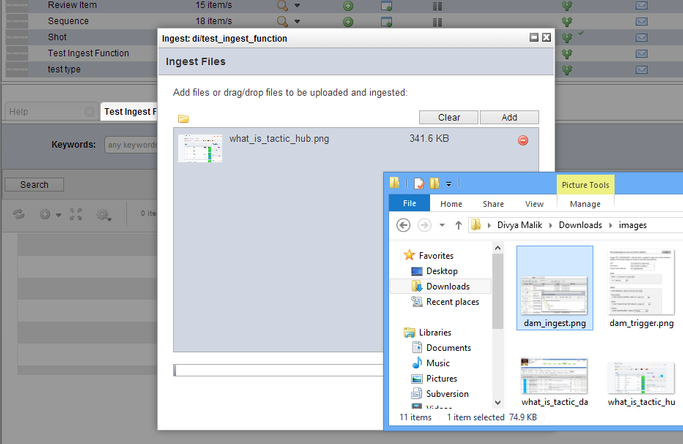 Review Item 15 item/s
Sequence 18 item/s
Shot
Test Ingest Function
test type
Ingest: di/test_ingest_function
Ingest Files
Add files or drag/drop files to be uploaded and ingested:
Clear Add
what_is_tactic_hub.png 341.6 KB
Help
Test Ingest F
Keywords: any keywords
Search
0 ite
Picture Tools
File Home Share View Manage
Divya Malik Downloads images
Favorites
Desktop
Downloads
Recent places
Libraries
Documents
Music
Pictures
Subversion
dam_ingest.png
dam_trigger.png
what_is_tactic_da
what_is_tactic_hu
11 items 1 item selected 74.9 KB